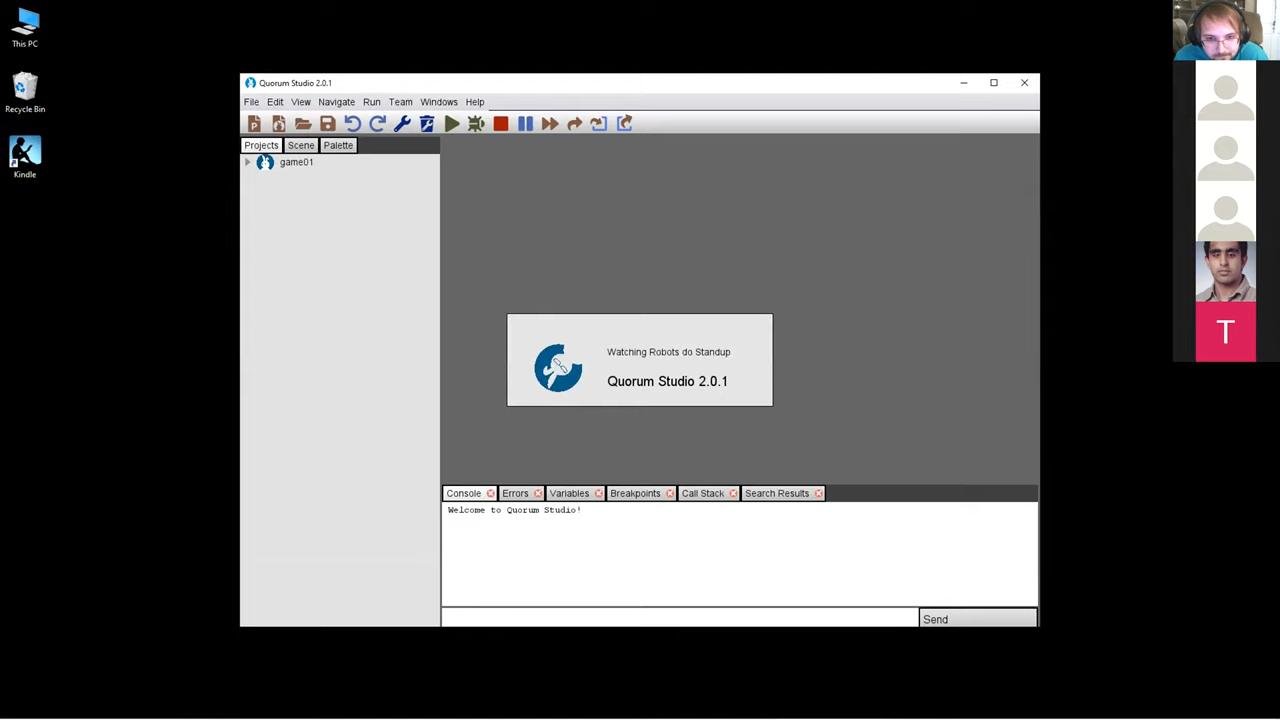 This PC
Recycle Bin
Kindle
Quorum Studio 2.0.1
File Edit View Navigate Run Team Windows Help
Projects Scene Palette
game01
Watching Robots do Standup
Quorum Studio 2.0.1
Console Errors Variables Breakpoints Call Stack Search Results
Welcome to Quorum Studio!
Send
T